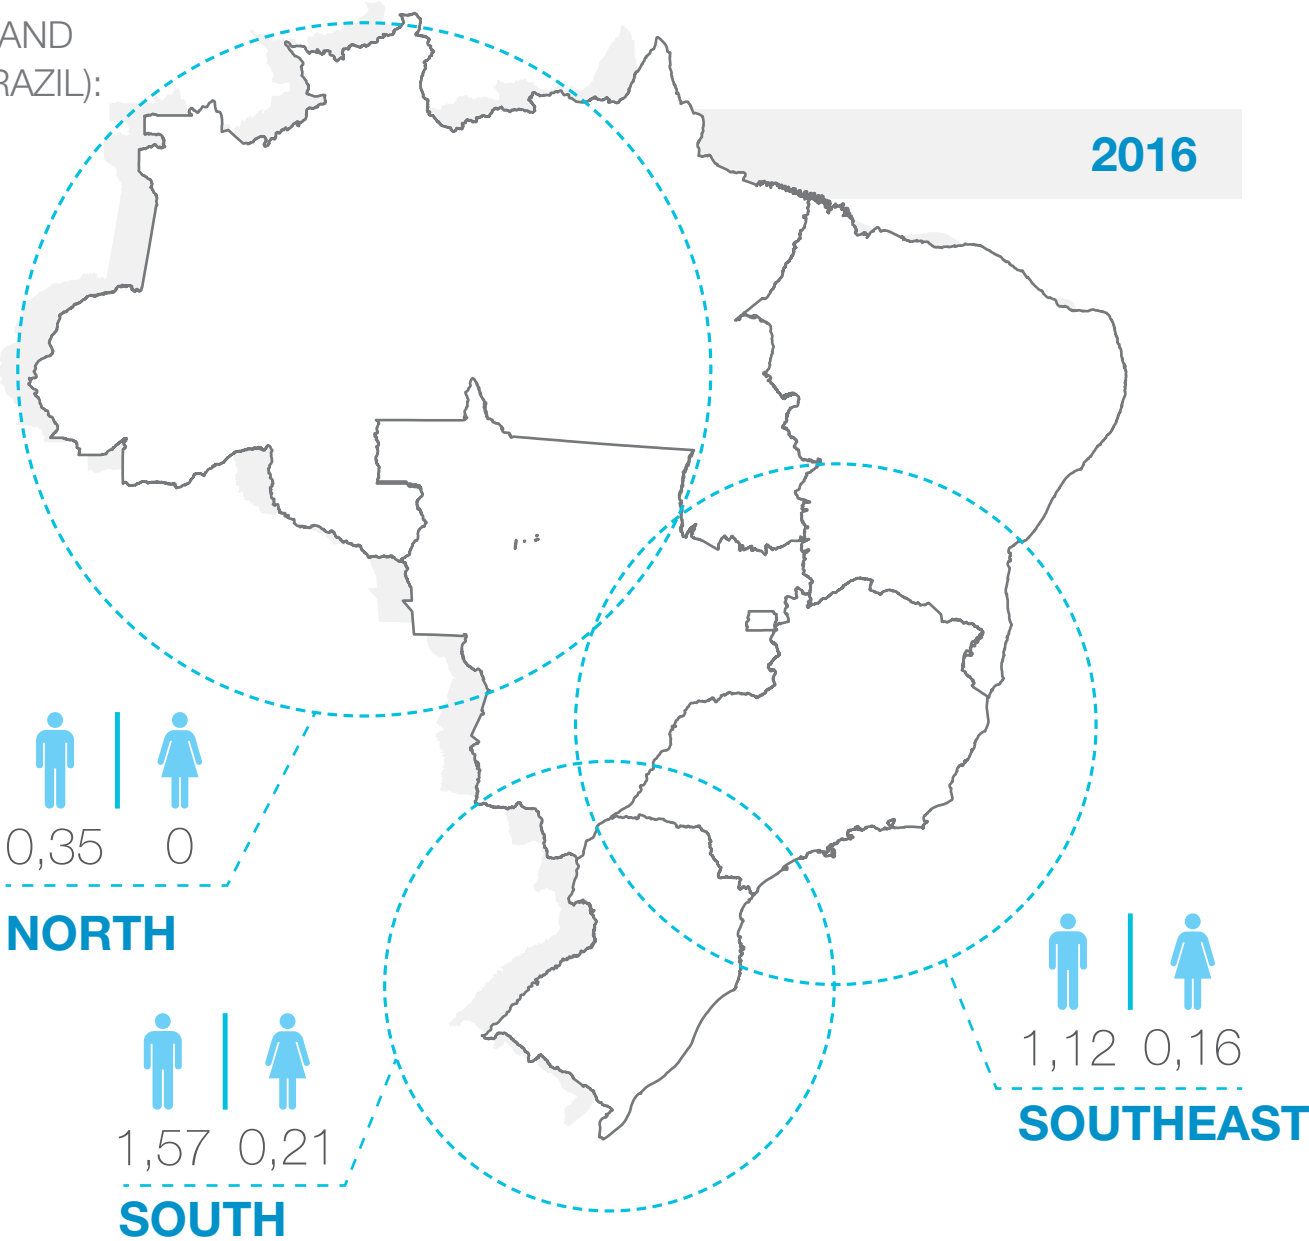 AND
RAZIL):
2016
0,35 0
NORTH
1,12 0,16
SOUTHEAST
1,57 0,21
SOUTH